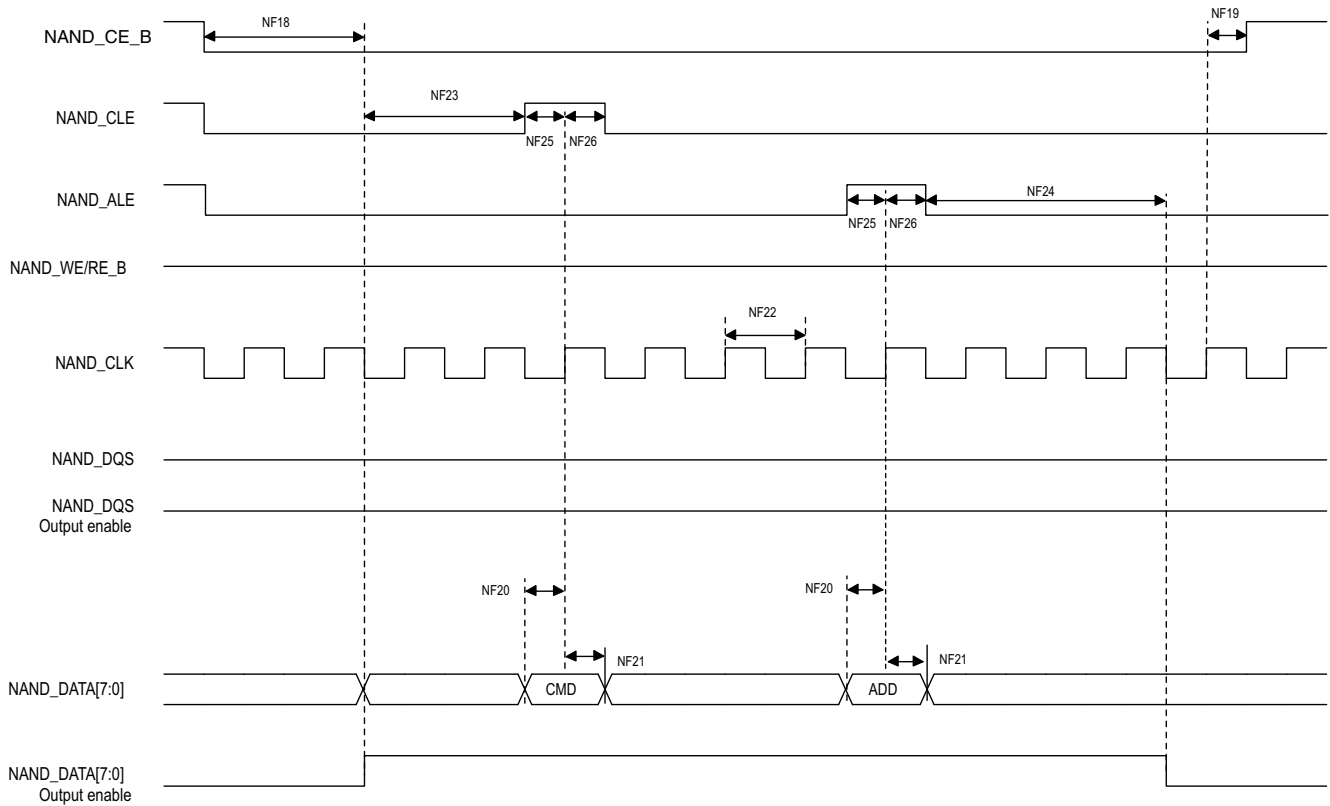 NF18
NF19
NAND_CE_B
NF23
NAND_CLE
NF25
NF26
NAND_ALE
NF24
NF25
NF26
NAND_WE/RE_B
NF22
NAND_CLK
NAND_DQS
NAND_DQS
Output enable
NF20
NF20
NF21
NF21
NAND_DATA[7:0]
CMD
ADD
NAND_DATA[7:0]
Output enable